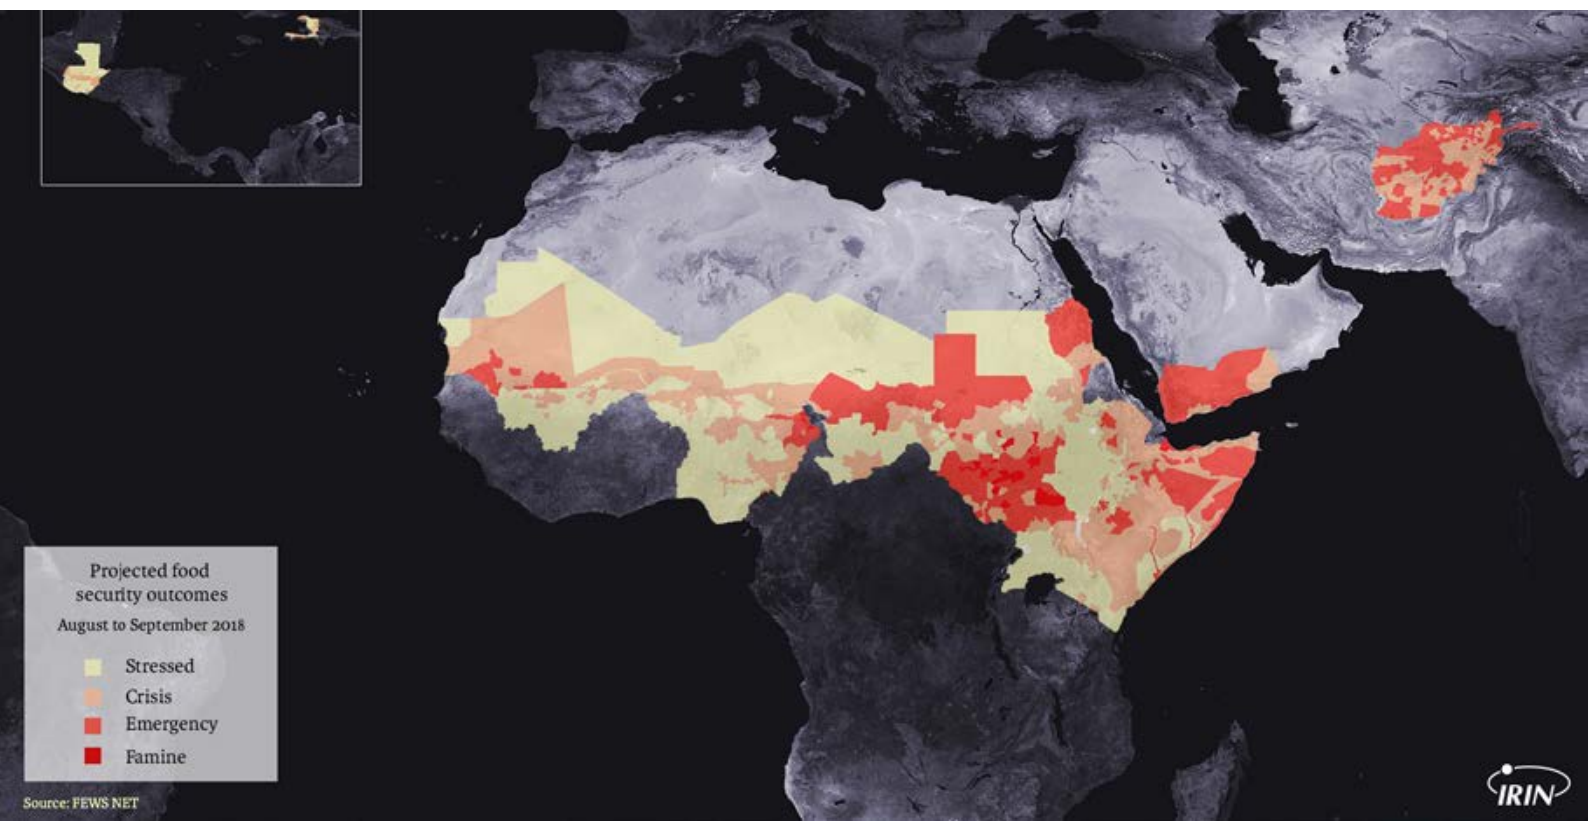 Projected food
security outcomes
August to September 2018
Stressed
Crisis
Emergency
Famine
Source: FEWS NET
IRIN